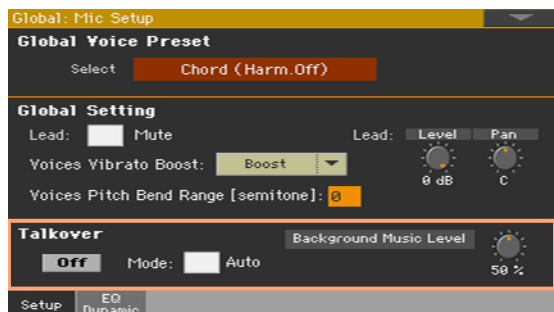 Global: Mic Setup
Global Voice Preset
Select Chord (Harm.Off)
Global Setting
Lead: Mute Lead: Level Pan
Voices Vibrato Boost: Boost
0 dB C
Voices Pitch Bend Range [semitone]: 0
Talkover Background Music Level
Off Mode: Auto
50 %
Setup EQ
Dynamic